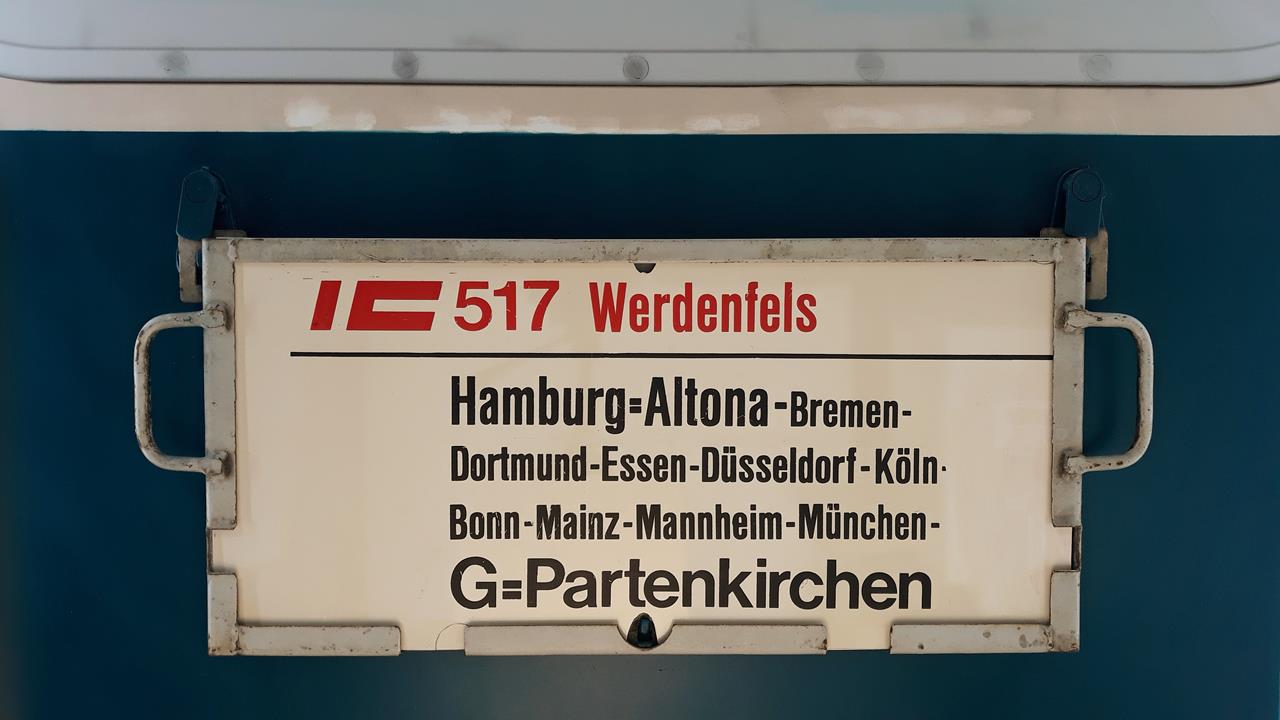 IC 517 Werdenfels
Hamburg=Altona-Bremen-
Dortmund-Essen-Düsseldorf-Köln-
Bonn-Mainz-Mannheim-München-
G=Partenkirchen